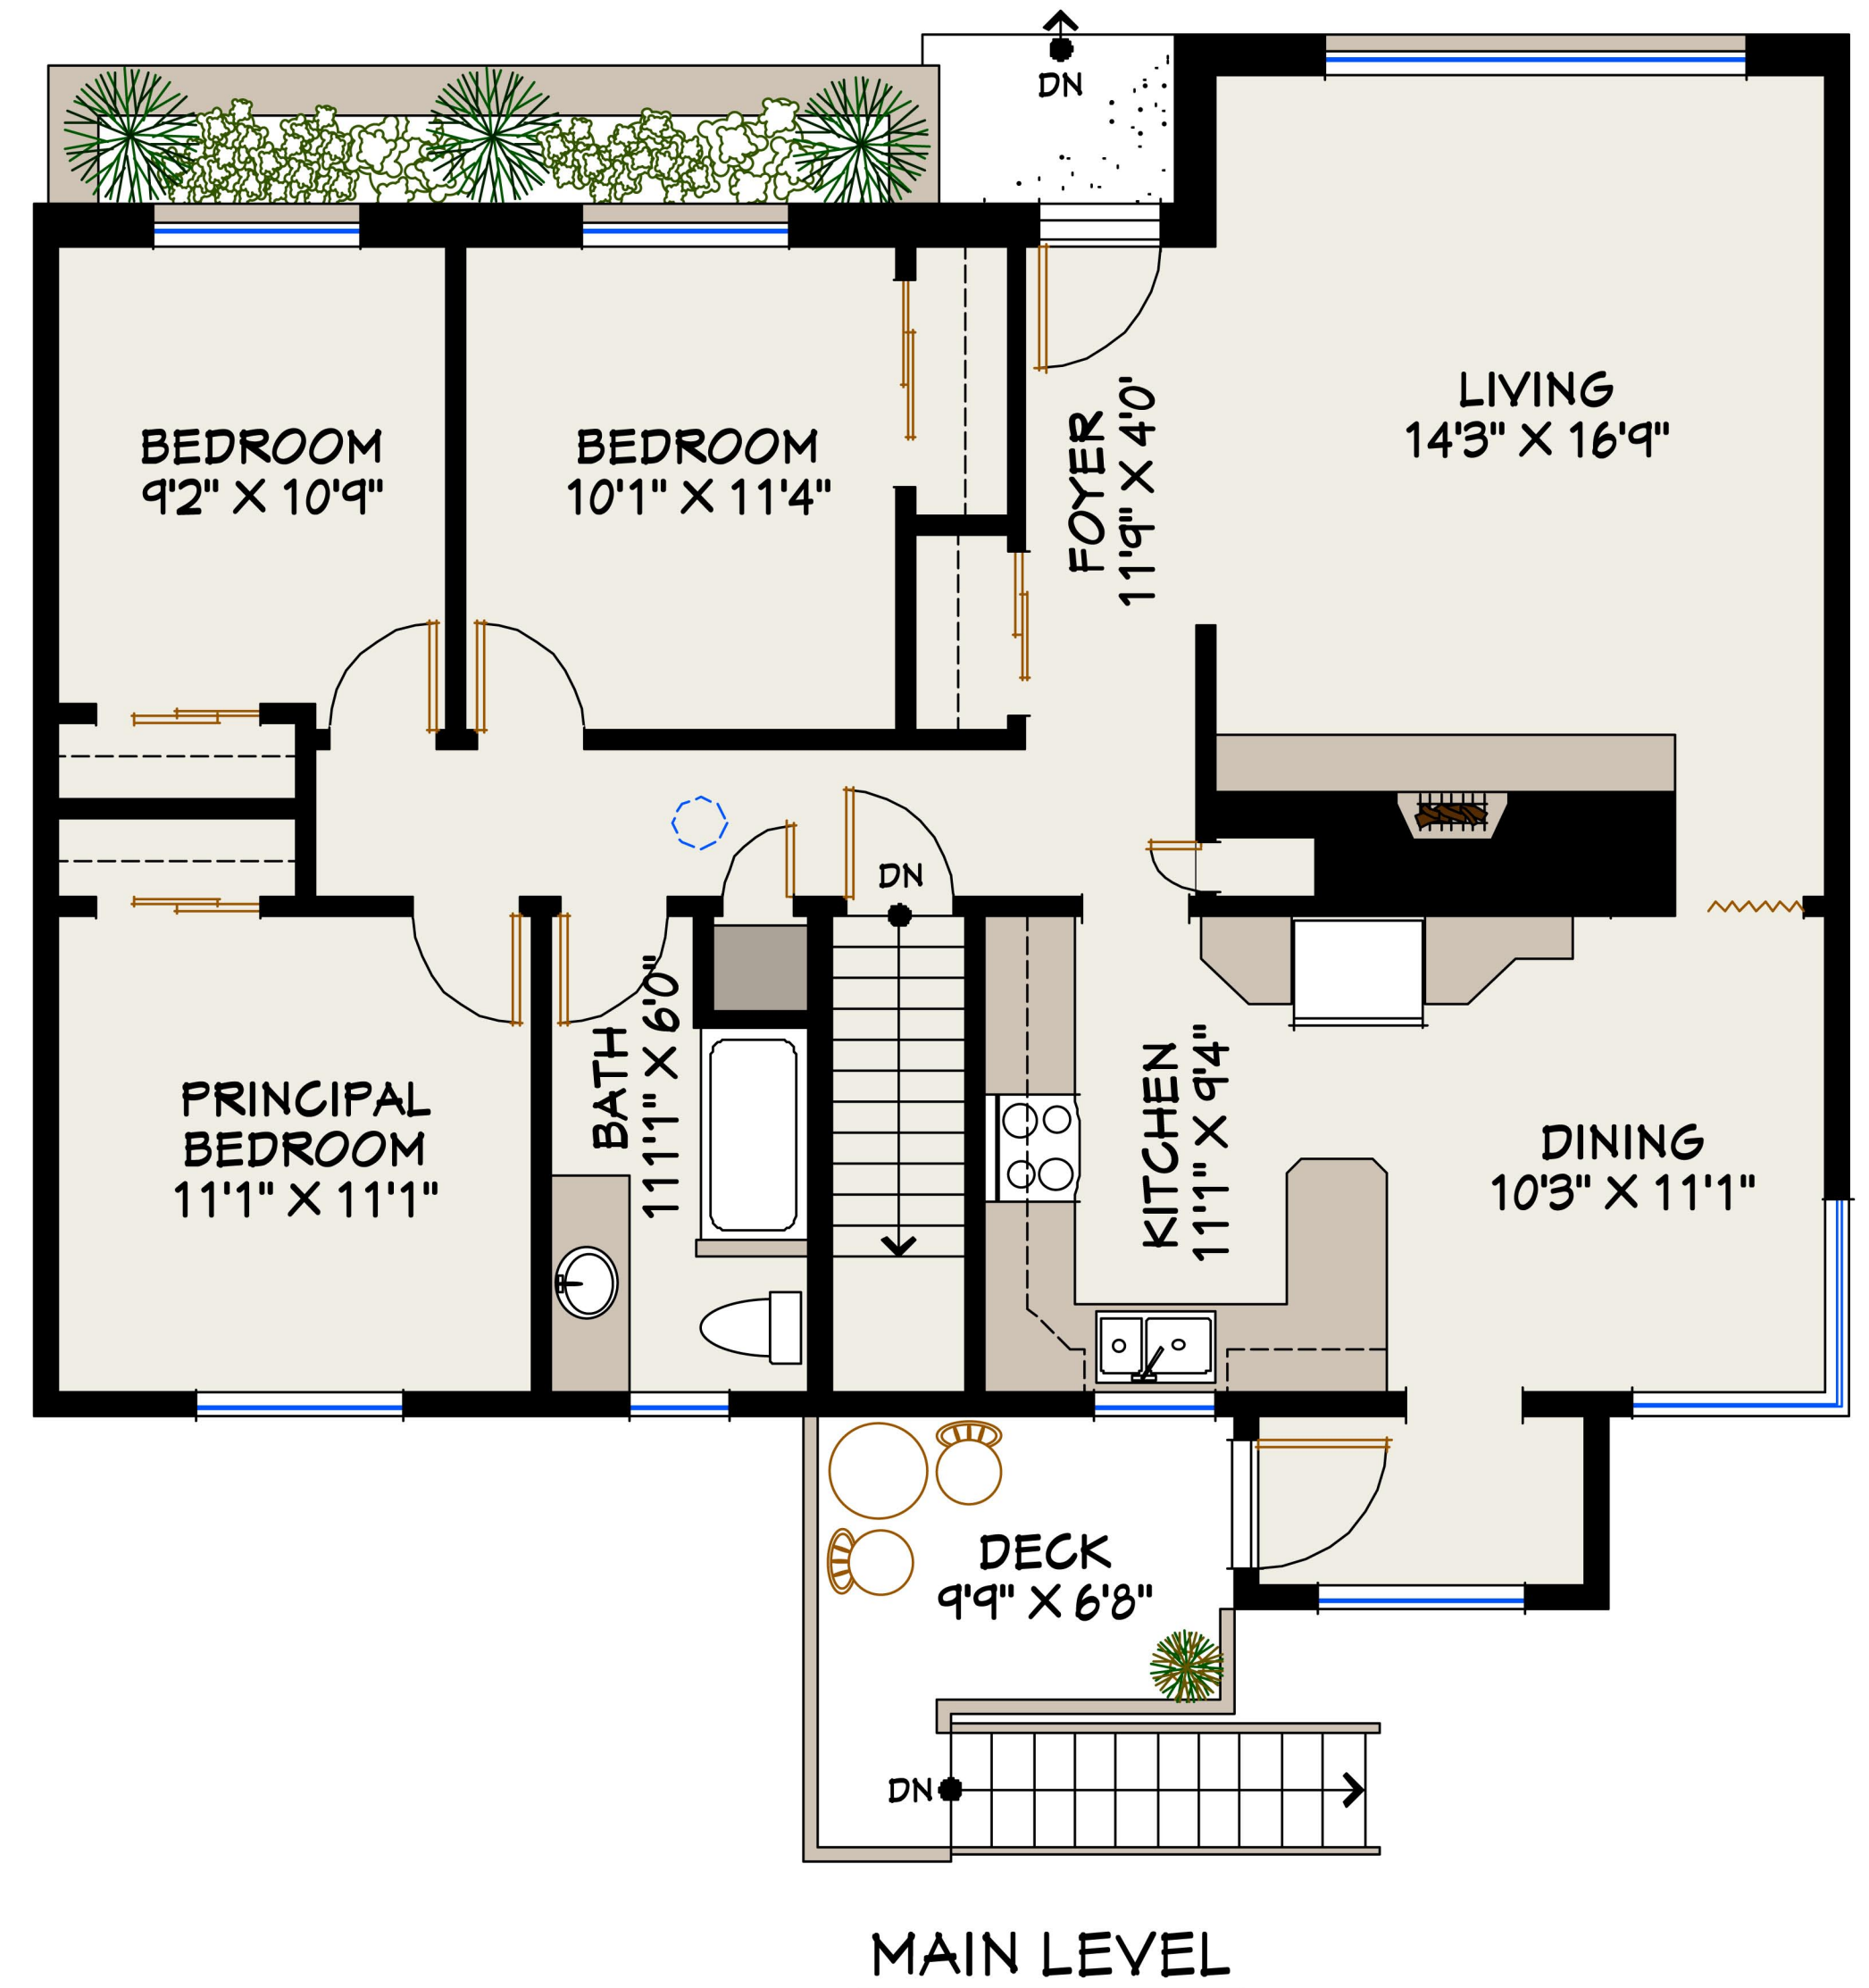 DN
LIVING
14'3" X 16'9"
BEDROOM
9'2" X 10'9"
BEDROOM
10'1" X 11'4"
FOYER
11'9" X 4'0"
DN
BATH
11'1" X 6'0"
PRINCIPAL
BEDROOM
11'1" X 11'1"
KITCHEN
11'1" X 9'4"
DINING
10'3" X 11'1"
DECK
9'9" X 6'8"
DN
MAIN LEVEL